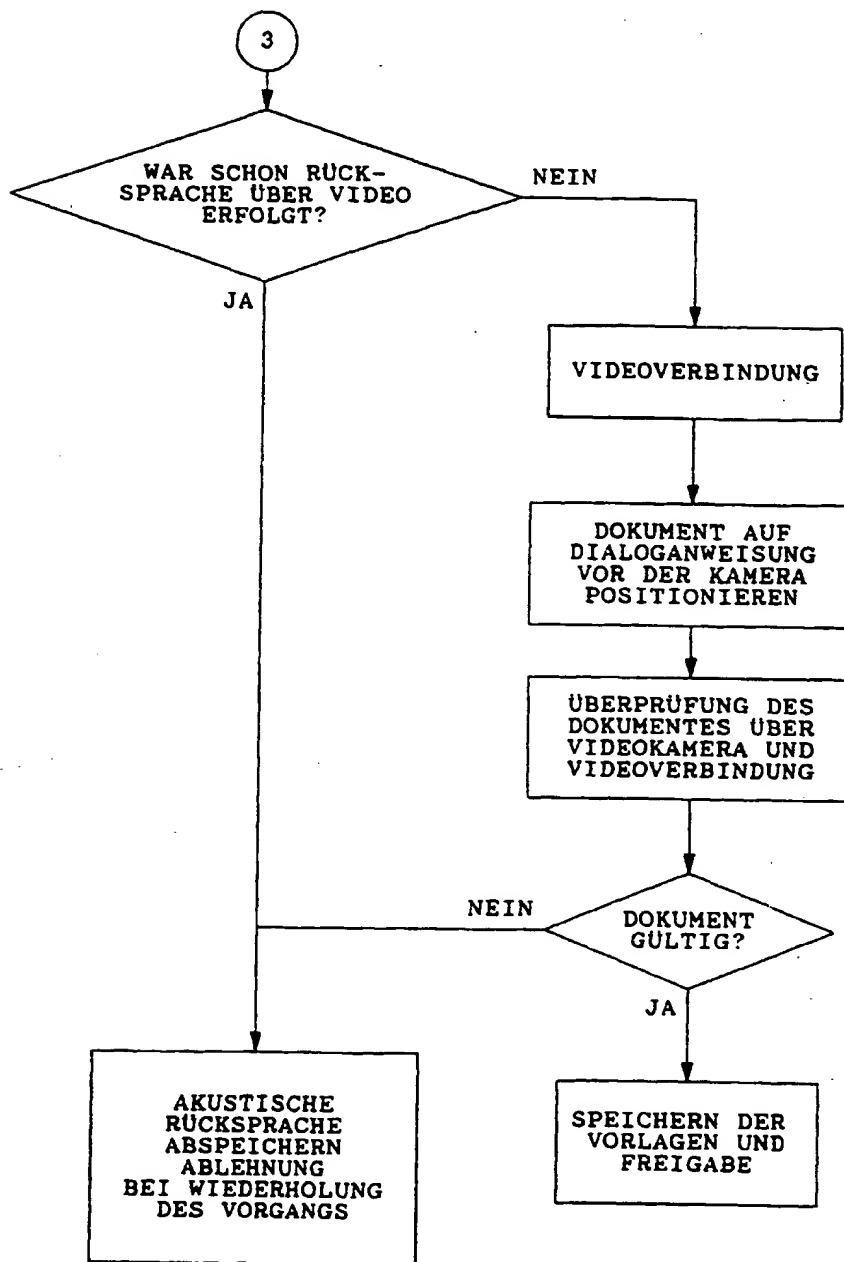 3
WAR SCHON RÜCK-
SPRACHE ÜBER VIDEO
ERFOLGT?
NEIN
JA
VIDEOVERBINDUNG
DOKUMENT AUF
DIALOGANWEISUNG
VOR DER KAMERA
POSITIONIEREN
ÜBERPRÜFUNG DES
DOKUMENTES ÜBER
VIDEOKAMERA UND
VIDEOVERBINDUNG
NEIN
DOKUMENT
GÜLTIG?
JA
AKUSTISCHE
RÜCKSPRACHE
ABSPEICHERN
ABLEHNUNG
BEI WIEDERHOLUNG
DES VORGANGS
SPEICHERN DER
VORLAGEN UND
FREIGABE